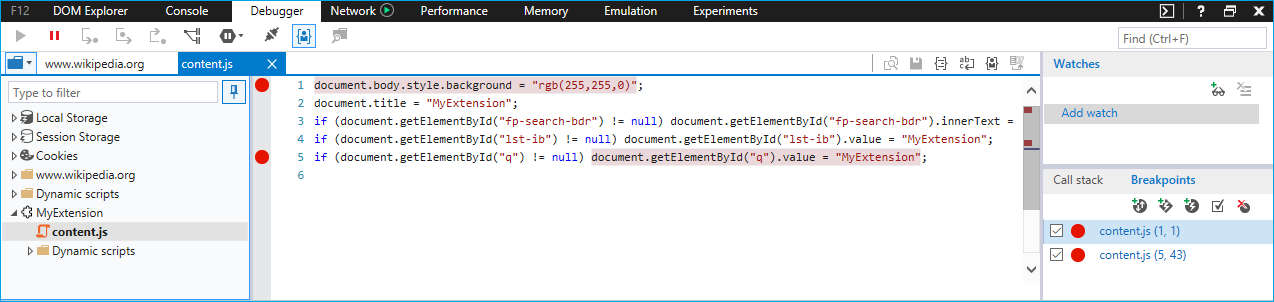 F12 DOM Explorer Console Debugger Network Performance Memory Emulation Experiments ?
Find (Ctrl+F)
www.wikipedia.org content.js
Type to filter
Local Storage
Session Storage
Cookies
www.wikipedia.org
Dynamic scripts
MyExtension
content.js
Dynamic scripts
1 document.body.style.background = "rgb(255,255,0)";
2 document.title = "MyExtension";
3 if (document.getElementById("fp-search-bdr") != null) document.getElementById("fp-search-bdr").innerText =
4 if (document.getElementById("lst-ib") != null) document.getElementById("lst-ib").value = "MyExtension";
5 if (document.getElementById("q") != null) document.getElementById("q").value = "MyExtension";
6
Watches
Add watch
Call stack Breakpoints
content.js (1, 1)
content.js (5, 43)